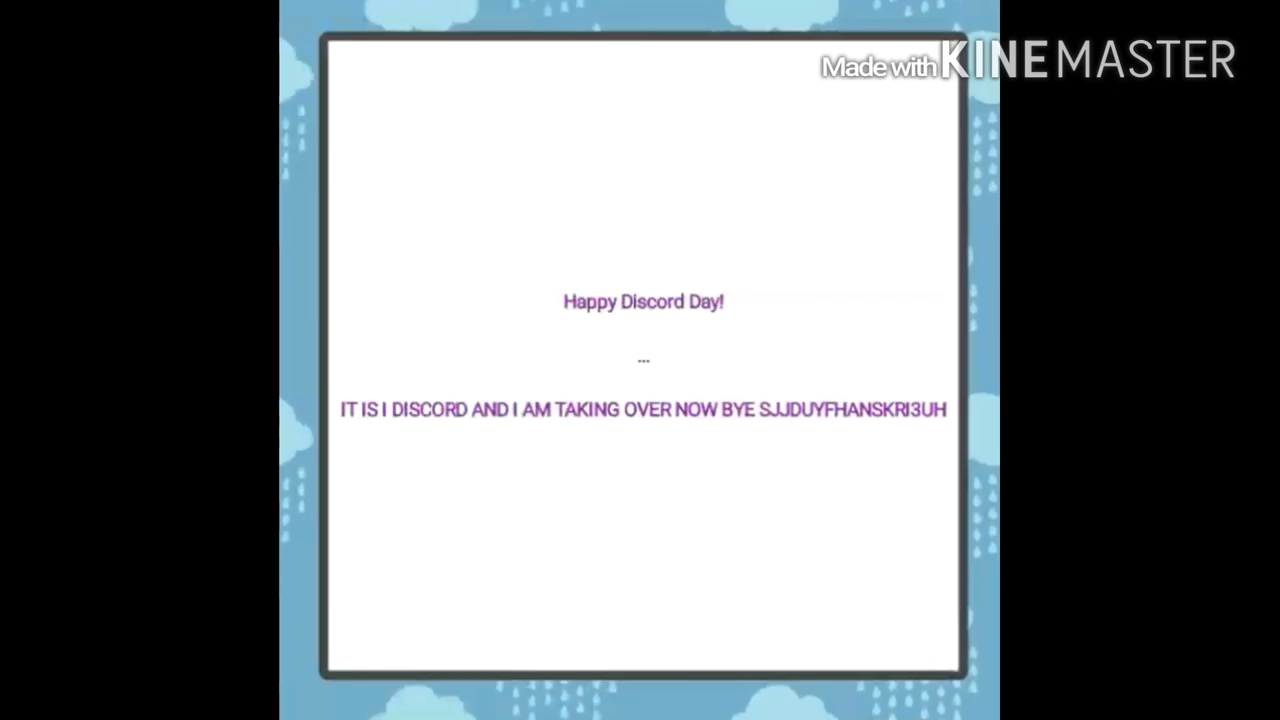 Made with KINEMASTER
Happy Discord Day!
---
IT IS I DISCORD AND I AM TAKING OVER NOW BYE SJJDUYFHANSKRI3UH